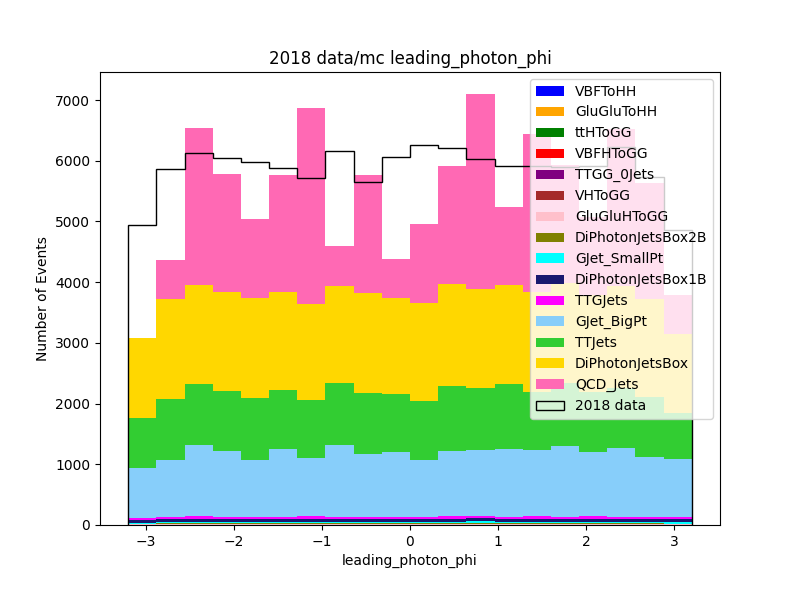 2018 data/mc leading_photon_phi
Number of Events
7000
6000
5000
4000
3000
2000
1000
0
−3
−2
−1
0
1
2
3
leading_photon_phi
VBFToHH
GluGluToHH
ttHToGG
VBFHToGG
TTGG_0Jets
VHToGG
GluGluHToGG
DiPhotonJetsBox2B
GJet_SmallPt
DiPhotonJetsBox1B
TTGJets
GJet_BigPt
TTJets
DiPhotonJetsBox
QCD_Jets
2018 data